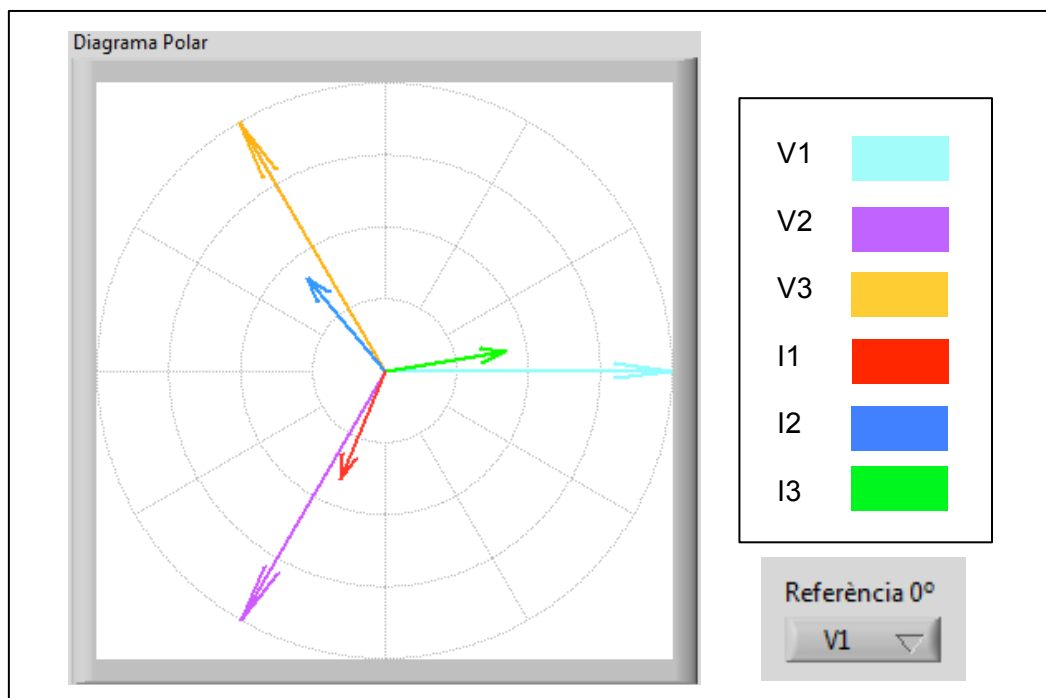 Diagrama Polar
V1
V2
V3
I1
I2
I3
Referència 0º
V1